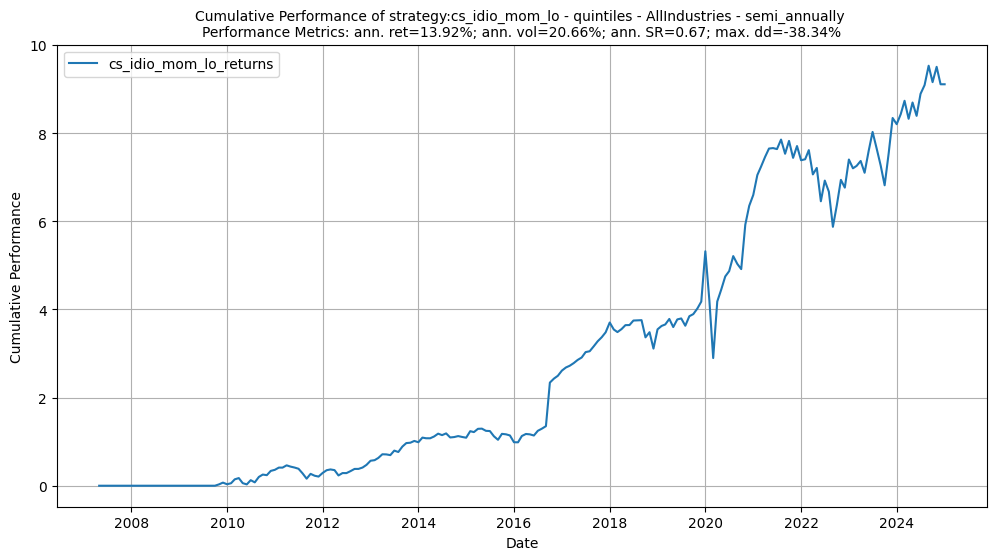 Cumulative Performance of strategy:cs_idio_mom_lo - quintiles - AllIndustries - semi_annually
Performance Metrics: ann. ret=13.92%; ann. vol=20.66%; ann. SR=0.67; max. dd=-38.34%
cs_idio_mom_lo_returns
Cumulative Performance
10
8
6
4
2
0
2008 2010 2012 2014 2016 2018 2020 2022 2024
Date